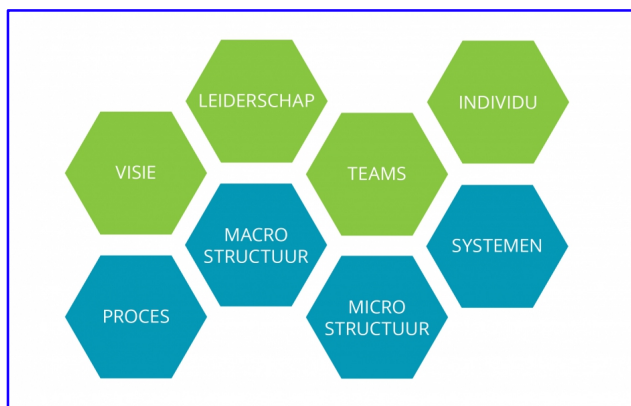 LEIDERSCHAP
INDIVIDU
VISIE
TEAMS
MACRO
STRUCTUUR
SYSTEMEN
PROCES
MICRO
STRUCTUUR